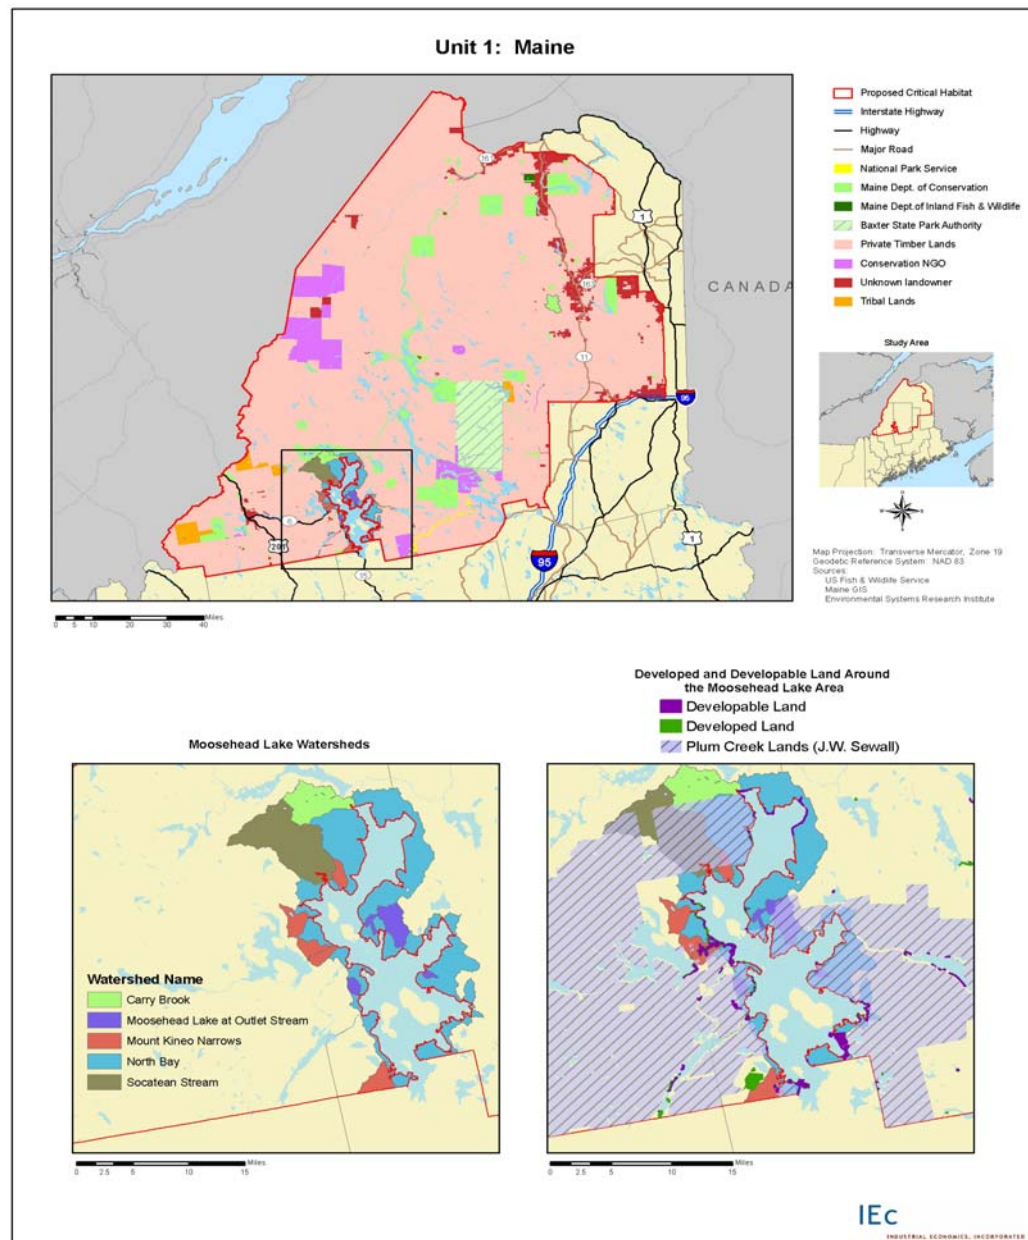 Unit 1: Maine
Proposed Critical Habitat
Interstate Highway
Highway
Major Road
National Park Service
Maine Dept. of Conservation
Maine Dept.of Inland Fish & Wildlife
Baxter State Park Authority
Private Timber Lands
Conservation NGO
Unknown landowner
Tribal Lands
161
1
CANADA
163
11
95
6
201
15
95
1
Study Area
Map Projection: Transverse Mercator, Zone 19
Geodetic Reference System: NAD 83
Sources:
US Fish & Wildlife Service
Maine GIS
Environmental Systems Research Institute
Miles
0 5 10 20 30 40
Developed and Developable Land Around
the Moosehead Lake Area
Developable Land
Developed Land
Plum Creek Lands (J.W. Sewall)
Moosehead Lake Watersheds
Watershed Name
Carry Brook
Moosehead Lake at Outlet Stream
Mount Kineo Narrows
North Bay
Socatean Stream
Miles
0 2.5 5 10 15
Miles
0 2.5 5 10 15
IEc
INDUSTRIAL ECONOMICS, INCORPORATED